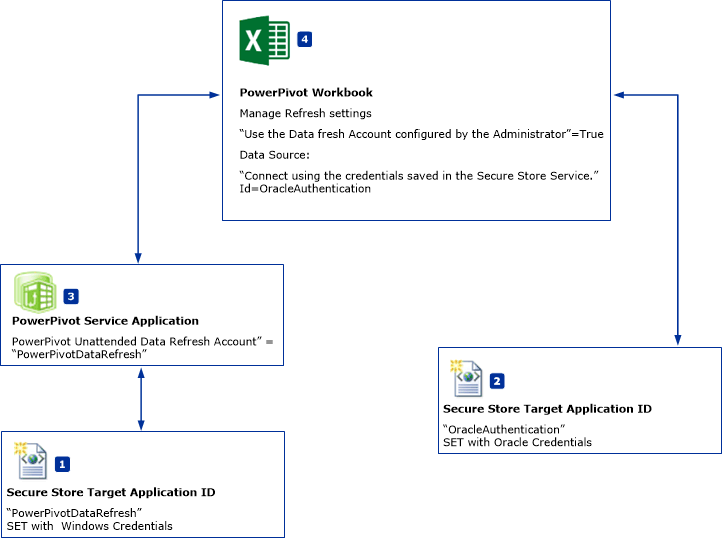 4
PowerPivot Workbook
Manage Refresh settings
“Use the Data fresh Account configured by the Administrator”=True
Data Source:
“Connect using the credentials saved in the Secure Store Service.”
Id=OracleAuthentication
3
PowerPivot Service Application
PowerPivot Unattended Data Refresh Account” =
“PowerPivotDataRefresh”
2
Secure Store Target Application ID
“OracleAuthentication”
SET with Oracle Credentials
1
Secure Store Target Application ID
“PowerPivotDataRefresh”
SET with  Windows Credentials